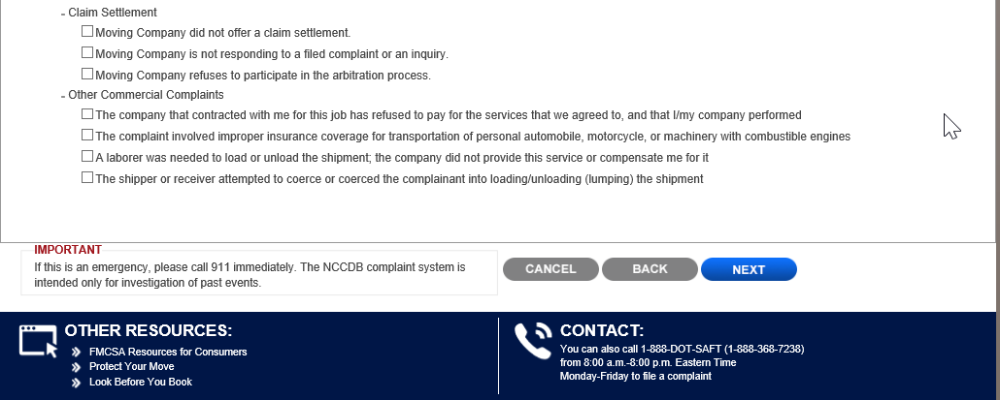 - Claim Settlement
Moving Company did not offer a claim settlement.
Moving Company is not responding to a filed complaint or an inquiry.
Moving Company refuses to participate in the arbitration process.
- Other Commercial Complaints
The company that contracted with me for this job has refused to pay for the services that we agreed to, and that I/my company performed
The complaint involved improper insurance coverage for transportation of personal automobile, motorcycle, or machinery with combustible engines
A laborer was needed to load or unload the shipment; the company did not provide this service or compensate me for it
The shipper or receiver attempted to coerce or coerced the complainant into loading/unloading (lumping) the shipment
IMPORTANT
If this is an emergency, please call 911 immediately. The NCCDB complaint system is
intended only for investigation of past events.
CANCEL
BACK
NEXT
OTHER RESOURCES:
FMCSA Resources for Consumers
Protect Your Move
Look Before You Book
CONTACT:
You can also call 1-888-DOT-SAFT (1-888-368-7238)
from 8:00 a.m.-8:00 p.m. Eastern Time
Monday-Friday to file a complaint